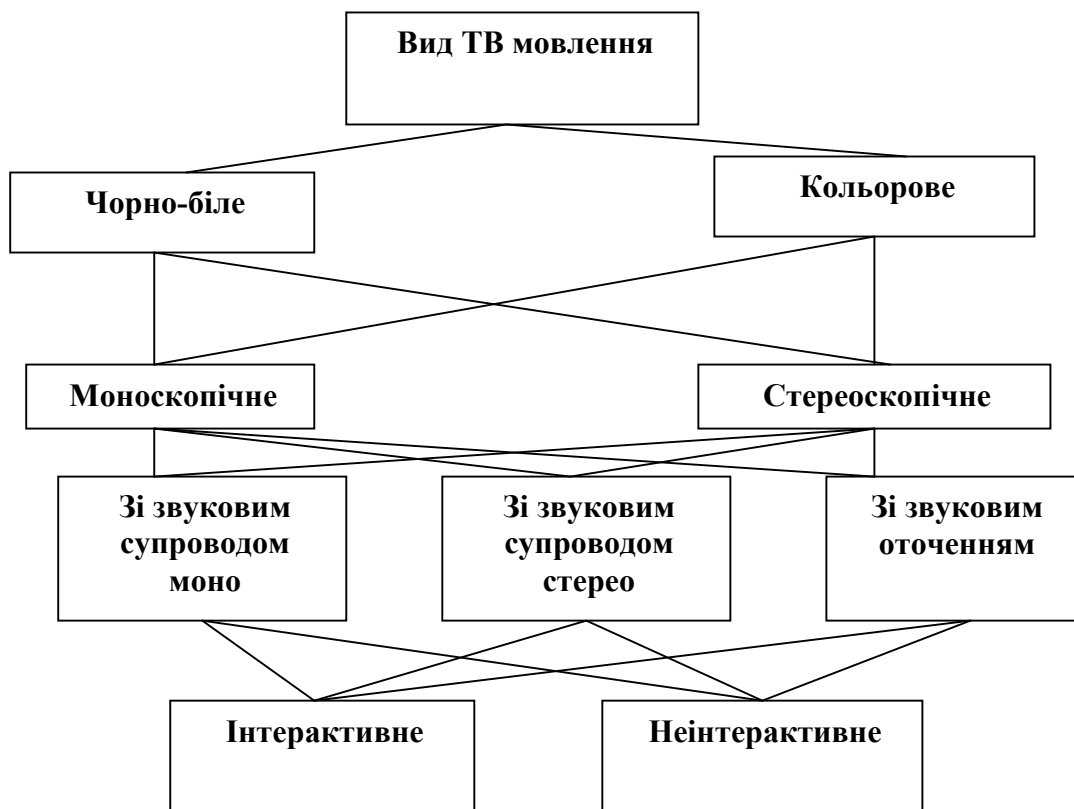 Вид ТВ мовлення
Чорно-біле
Кольорове
Моноскопічне
Стереоскопічне
Зі звуковим
супроводом
моно
Зі звуковим
супроводом
стерео
Зі звуковим
оточенням
Інтерактивне
Неінтерактивне